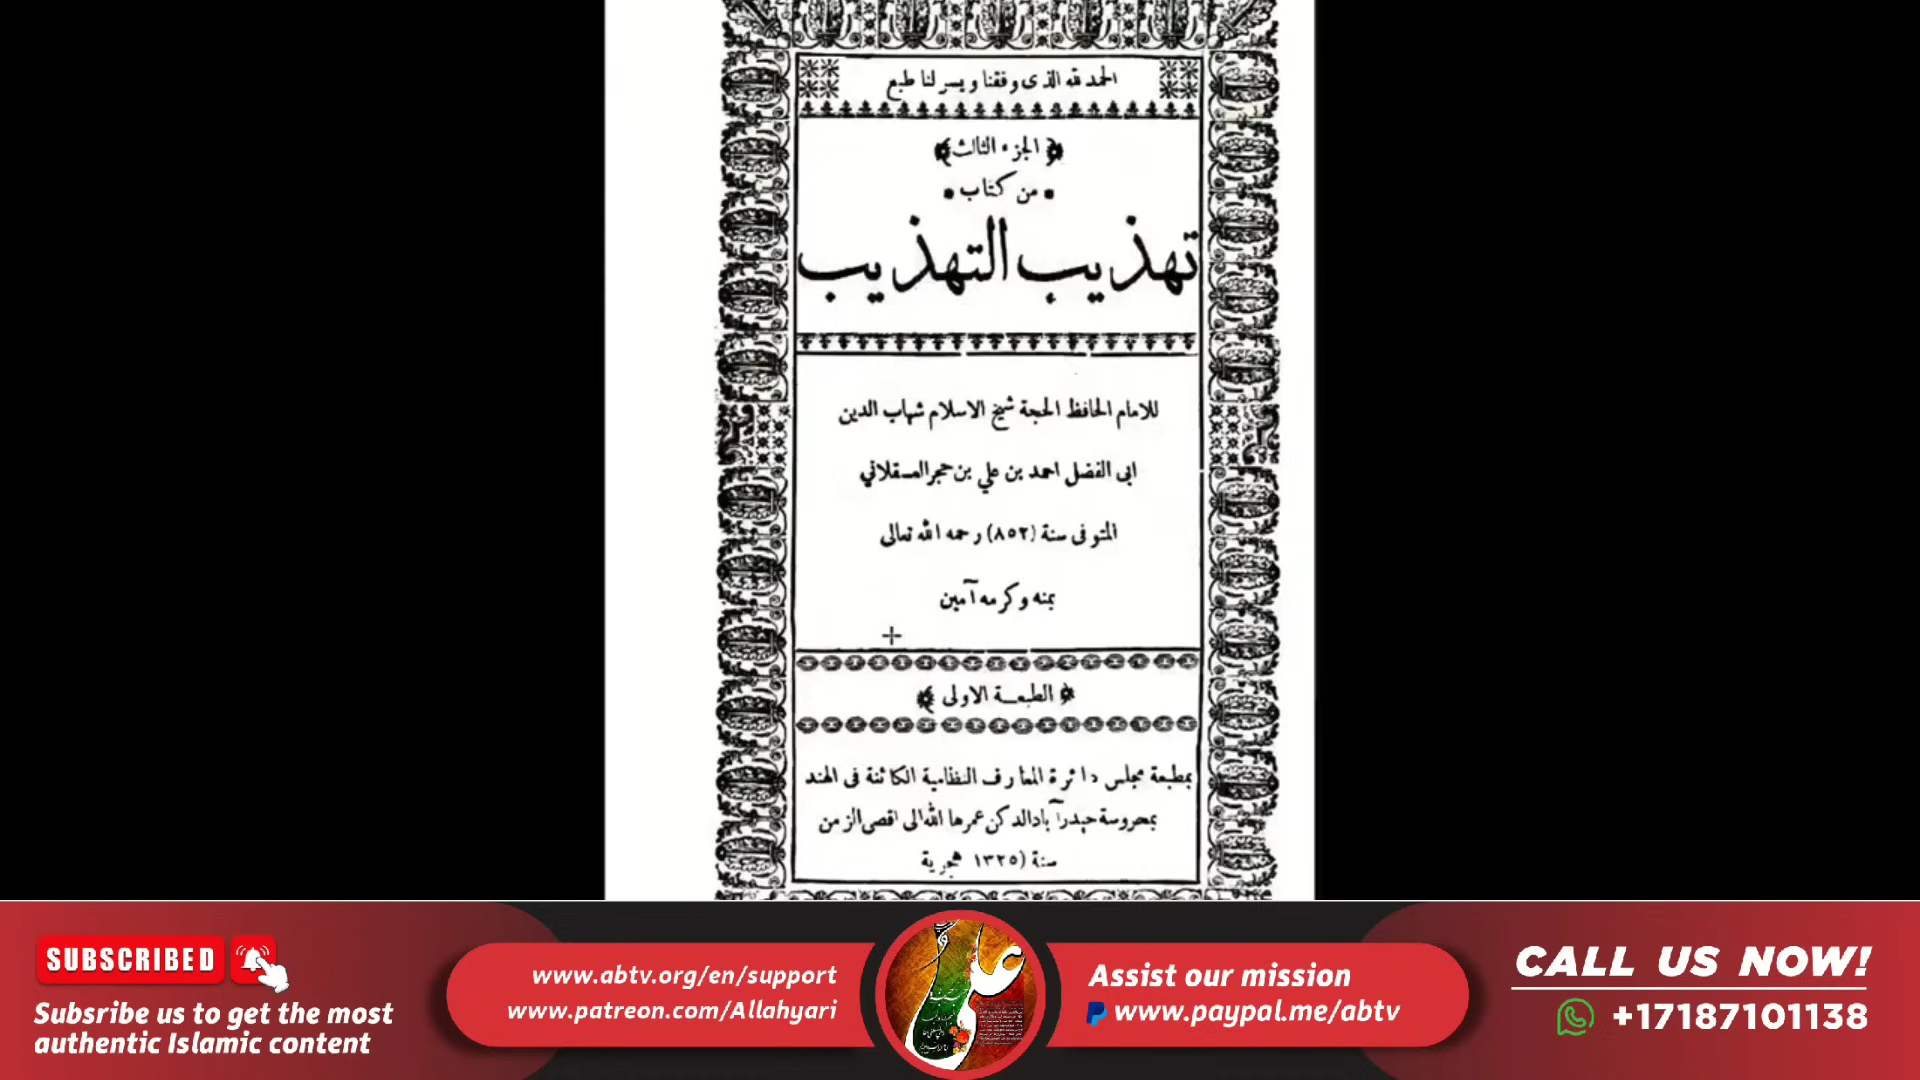 الحمد لله الذى وفقنا ويسر لنا طبع
الجزء الثالث
من كتاب
تهذيب التهذيب
للامام الحافظ الحجة شيخ الاسلام شهاب الدين
ابى الفضل احمد بن علي بن حجر العسقلاني
المتوفى سنة (٨٥٢) رحمه الله تعالى
بمنه وكرمه آمين
الطبعة الاولى
بمطبعة مجلس دائرة المعارف النظامية الكائنة فى الهند
بمحروسة حيدرآباد الدكن عمرها الله الى اقصى الزمن
سنة (١٣٢٥ هجرية
SUBSCRIBED
Subsribe us to get the most
authentic Islamic content
www.abtv.org/en/support
www.patreon.com/Allahyari
علي
Assist our mission
www.paypal.me/abtv
CALL US NOW!
+17187101138